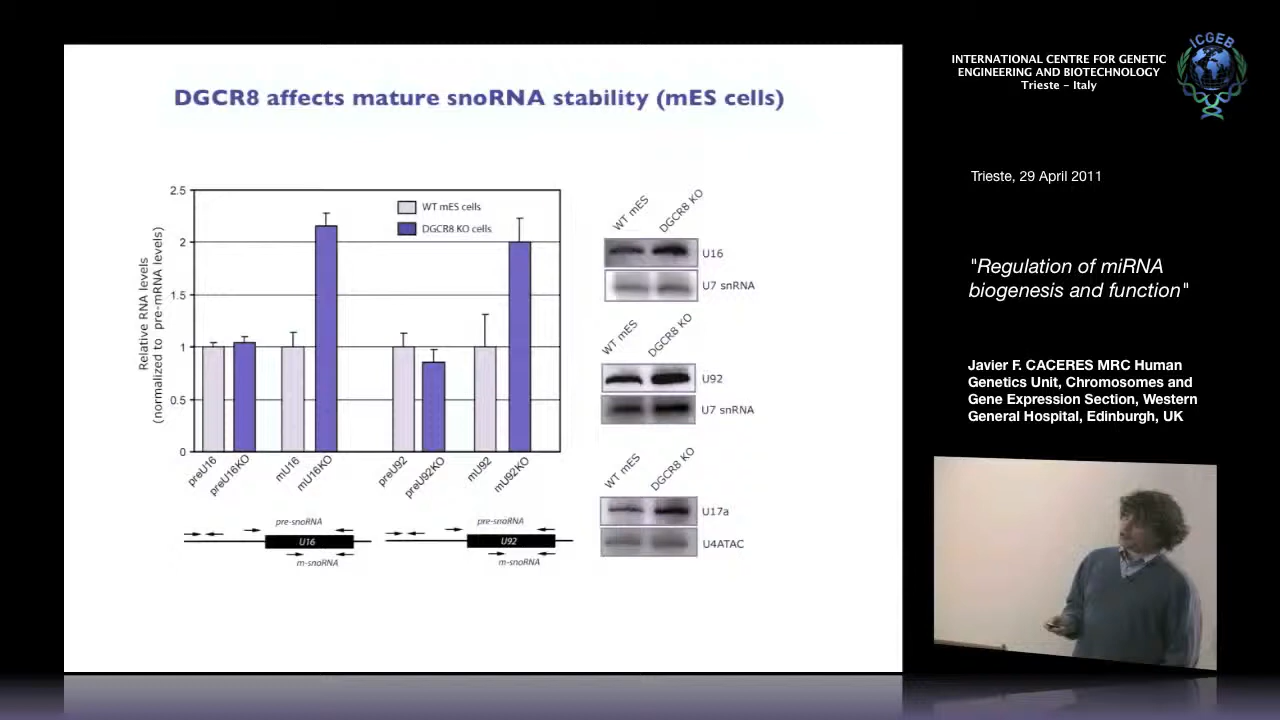 DGCR8 affects mature snoRNA stability (mES cells)
Relative RNA levels
(normalized to pre-mRNA levels)
2.5
2
1.5
1
0.5
0
WT mES cells
DGCR8 KO cells
preU16
preU16KO
mU16
mU16KO
preU92
preU92KO
mU92
mU92KO
pre-snoRNA
U16
m-snoRNA
pre-snoRNA
U92
m-snoRNA
WT mES
DGCR8 KO
U16
U7 snRNA
WT mES
DGCR8 KO
U92
U7 snRNA
WT mES
DGCR8 KO
U17a
U4ATAC
INTERNATIONAL CENTRE FOR GENETIC
ENGINEERING AND BIOTECHNOLOGY
Trieste - Italy
ICGEB
Trieste, 29 April 2011
"Regulation of miRNA
biogenesis and function"
Javier F. CACERES MRC Human
Genetics Unit, Chromosomes and
Gene Expression Section, Western
General Hospital, Edinburgh, UK